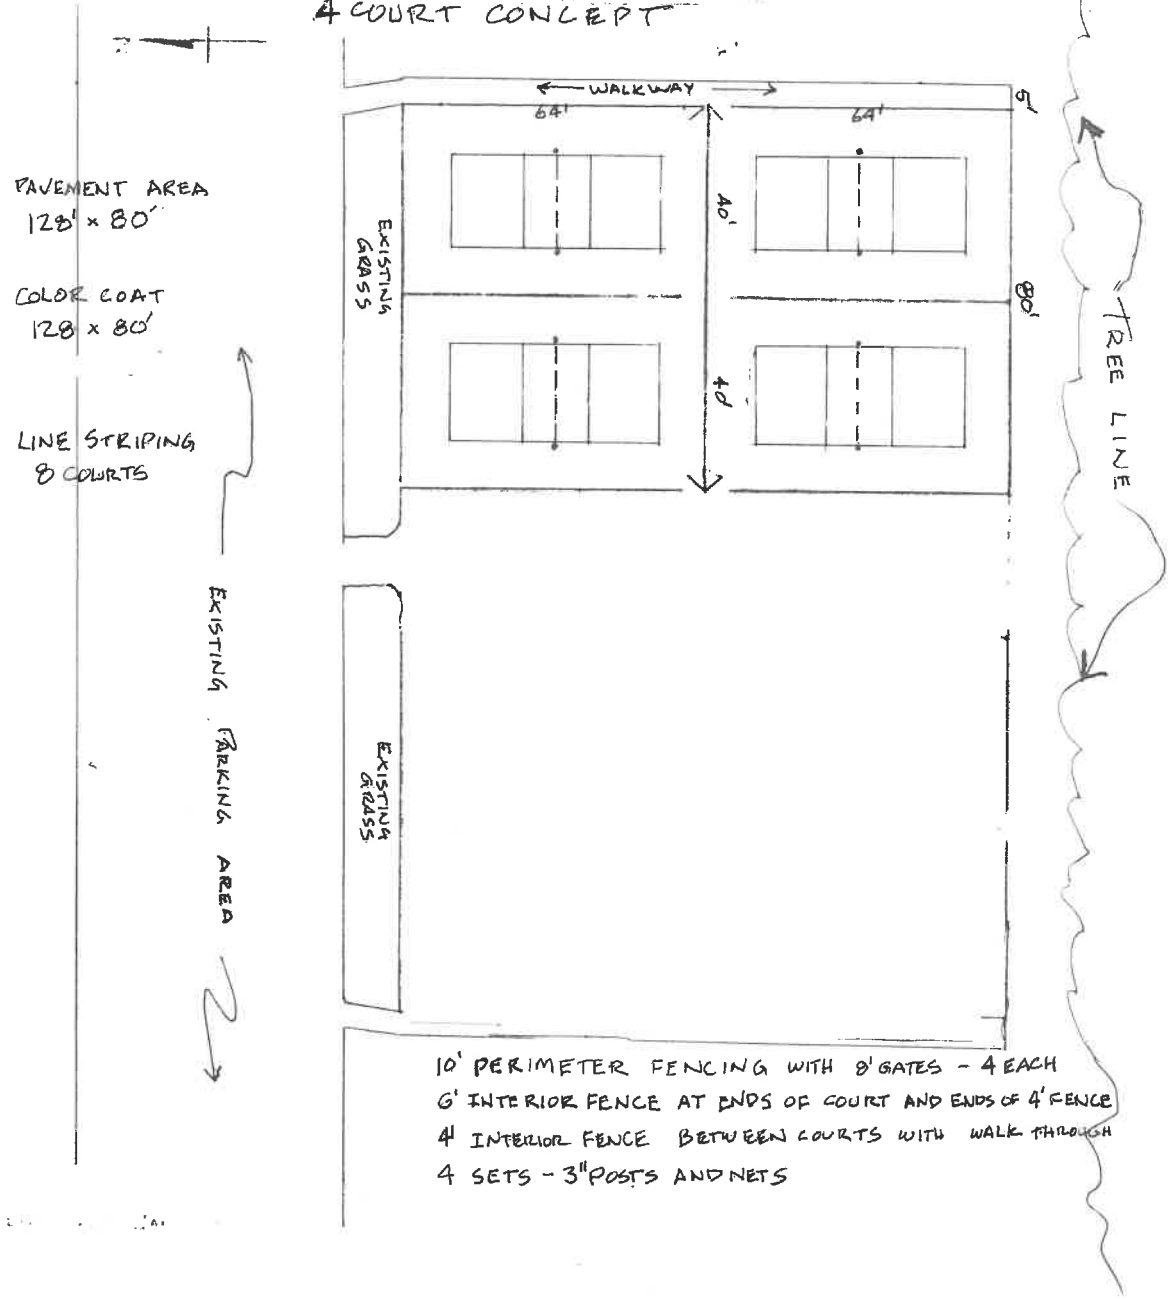 4 COURT CONCEPT
WALKWAY
5'
64'
64'
PAVEMENT AREA
128' x 80'
40'
EXISTING
GRASS
COLOR COAT
128 x 80'
80'
TREE LINE
40'
LINE STRIPING
8 COURTS
EXISTING PARKING AREA
EXISTING
GRASS
10' PERIMETER FENCING WITH 8' GATES - 4 EACH
6' INTERIOR FENCE AT ENDS OF COURT AND ENDS OF 4' FENCE
4' INTERIOR FENCE BETWEEN COURTS WITH WALK THROUGH
4 SETS - 3" POSTS AND NETS